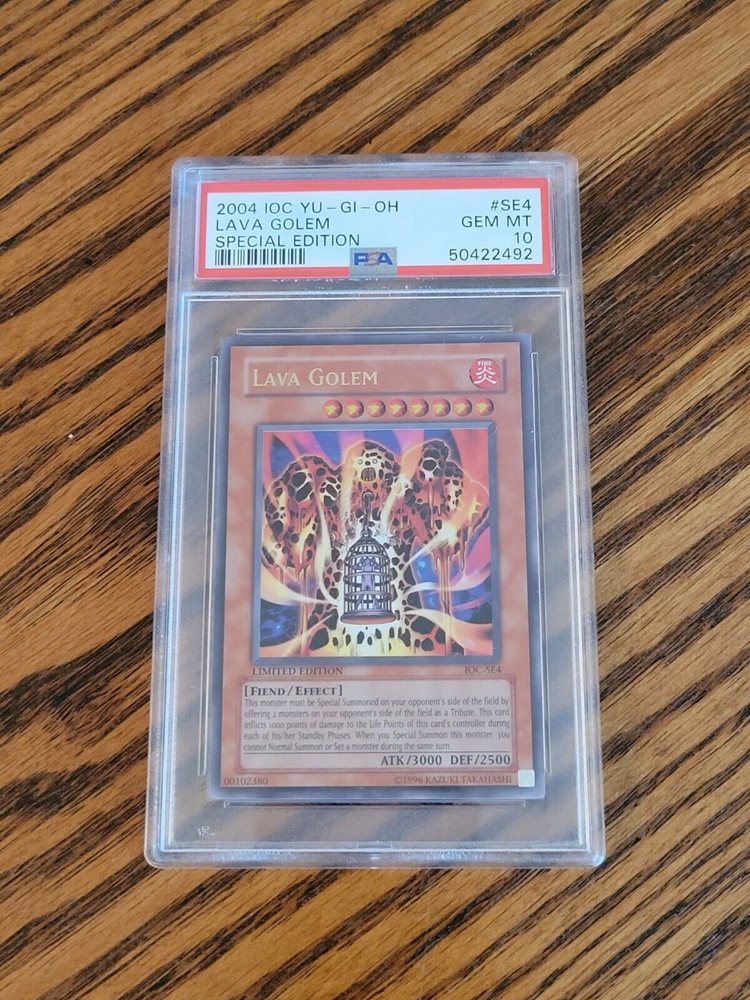 2004 IOC YU-GI-OH #SE4
LAVA GOLEM GEM MT
SPECIAL EDITION 10
PSA 50422492
LAVA GOLEM
FIRE
炎
LIMITED EDITION IOC-SE4
[FIEND/EFFECT]
This monster must be Special Summoned on your opponent's side of the field by
offering 2 monsters on your opponent's side of the field as a Tribute. This card
inflicts 1000 points of damage to the Life Points of this card's controller during
each of his/her Standby Phases. When you Special Summon this monster, you
cannot Normal Summon or Set a monster during the same turn.
ATK/3000 DEF/2500
00102380 ©1996 KAZUKI TAKAHASHI